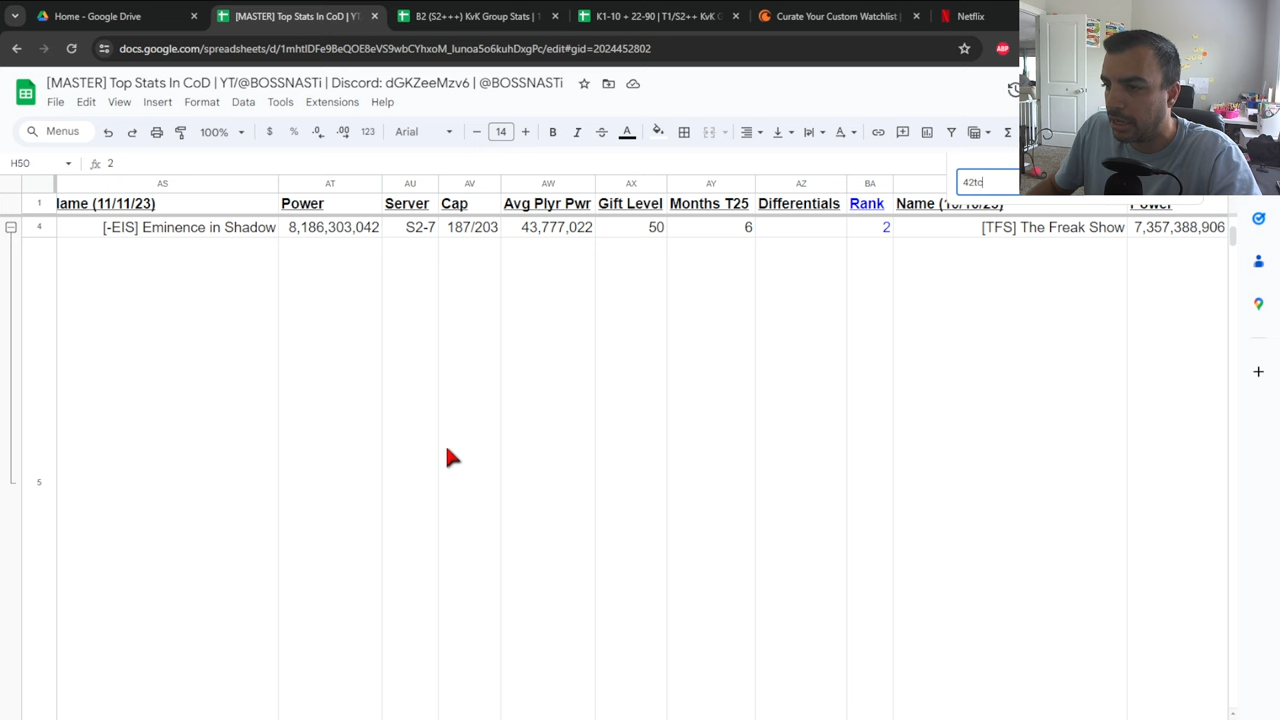 Home - Google Drive
[MASTER] Top Stats In CoD | YT
B2 (S2+++) KvK Group Stats |
K1-10 + 22-90 | T1/S2++ KvK G
Curate Your Custom Watchlist
Netflix
docs.google.com/spreadsheets/d/1mhtIDFe9BeQOE8eVS9wbCYhxoM_lunoa5o6kuhDxgPc/edit#gid=2024452802
ABP
[MASTER] Top Stats In CoD | YT/@BOSSNASTi | Discord: dGKZeeMzv6 | @BOSSNASTi
File Edit View Insert Format Data Tools Extensions Help
Menus 100% $ % .0 .00 123 Arial 14 B I A Σ
H50 fx 2
42tc
AS AT AU AV AW AX AY AZ BA
1 lame (11/11/23) Power Server Cap Avg Plyr Pwr Gift Level Months T25 Differentials Rank Name Power
4 [-EIS] Eminence in Shadow 8,186,303,042 S2-7 187/203 43,777,022 50 6 2 [TFS] The Freak Show 7,357,388,906
5